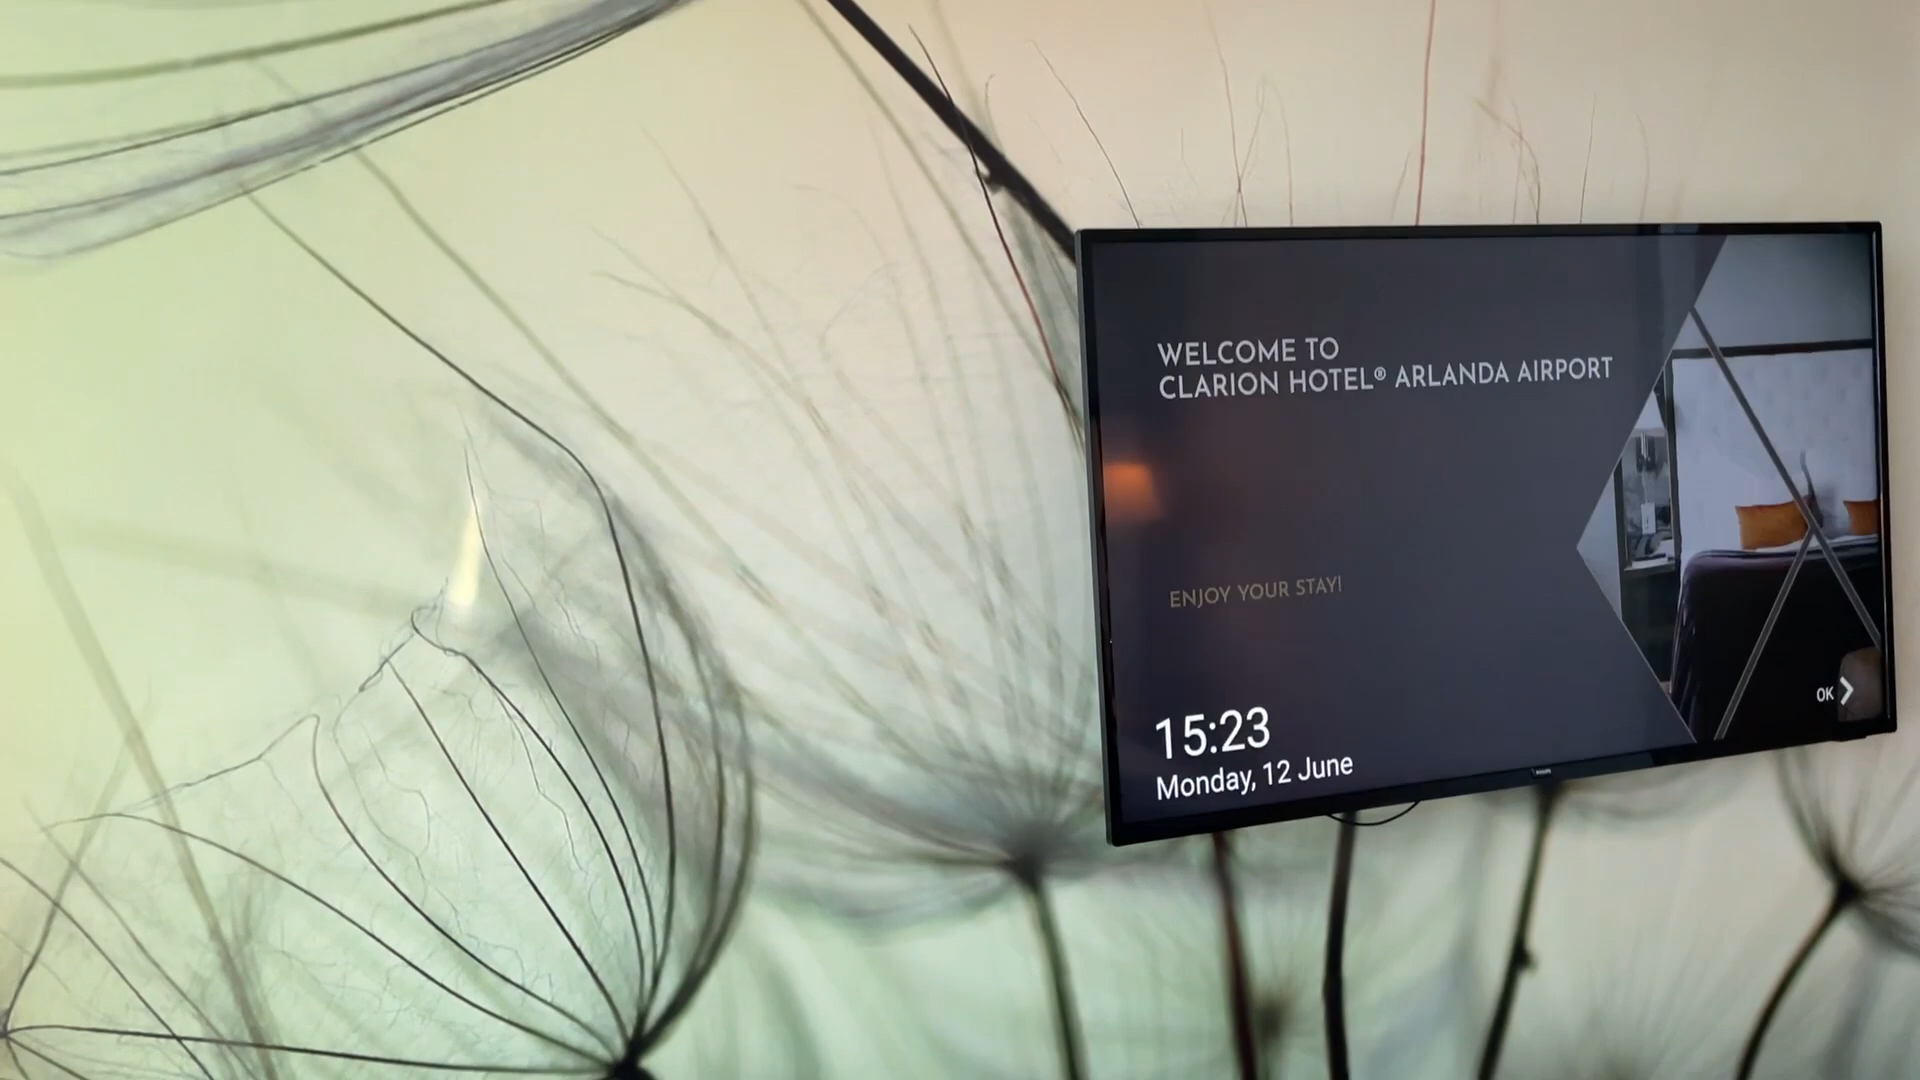 WELCOME TO
CLARION HOTEL® ARLANDA AIRPORT
ENJOY YOUR STAY!
15:23
Monday, 12 June
OK